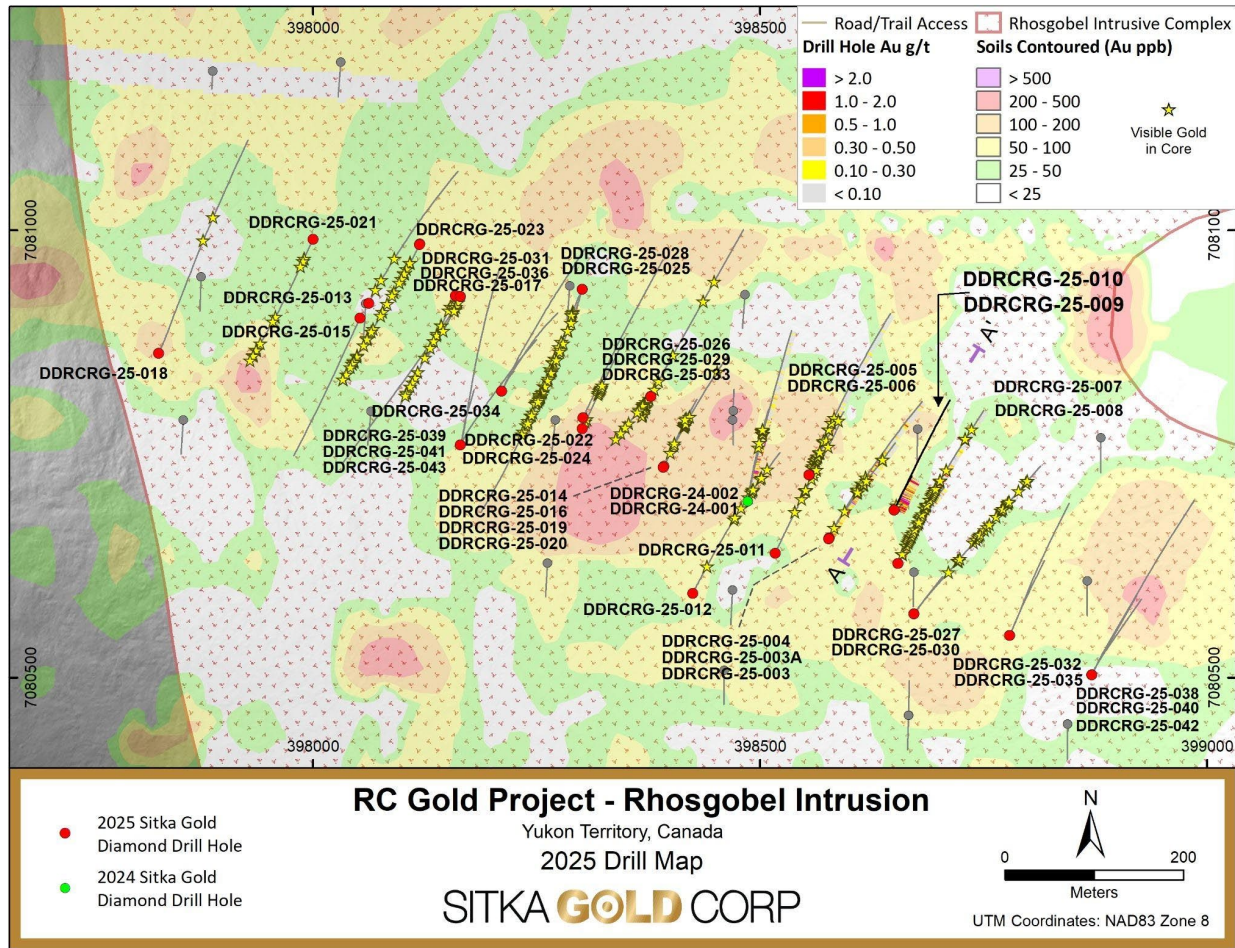 398000
398500
Road/Trail Access
Rhosgobel Intrusive Complex
Drill Hole Au g/t
Soils Contoured (Au ppb)
> 2.0
> 500
1.0 - 2.0
200 - 500
0.5 - 1.0
100 - 200
0.30 - 0.50
50 - 100
0.10 - 0.30
25 - 50
< 0.10
< 25
Visible Gold
in Core
7081000
708100
DDRCRG-25-021
DDRCRG-25-023
DDRCRG-25-031
DDRCRG-25-036
DDRCRG-25-017
DDRCRG-25-028
DDRCRG-25-025
DDRCRG-25-010
DDRCRG-25-009
DDRCRG-25-013
DDRCRG-25-015
DDRCRG-25-018
A'
DDRCRG-25-026
DDRCRG-25-029
DDRCRG-25-033
DDRCRG-25-005
DDRCRG-25-006
DDRCRG-25-007
DDRCRG-25-008
DDRCRG-25-034
DDRCRG-25-039
DDRCRG-25-041
DDRCRG-25-043
DDRCRG-25-022
DDRCRG-25-024
DDRCRG-25-014
DDRCRG-25-016
DDRCRG-25-019
DDRCRG-25-020
DDRCRG-24-002
DDRCRG-24-001
DDRCRG-25-011
A
DDRCRG-25-012
DDRCRG-25-004
DDRCRG-25-003A
DDRCRG-25-003
DDRCRG-25-027
DDRCRG-25-030
DDRCRG-25-032
DDRCRG-25-035
DDRCRG-25-038
DDRCRG-25-040
DDRCRG-25-042
7080500
7080500
398000
398500
399000
RC Gold Project - Rhosgobel Intrusion
Yukon Territory, Canada
2025 Drill Map
SITKA GOLD CORP
2025 Sitka Gold
Diamond Drill Hole
2024 Sitka Gold
Diamond Drill Hole
N
0 200
Meters
UTM Coordinates: NAD83 Zone 8